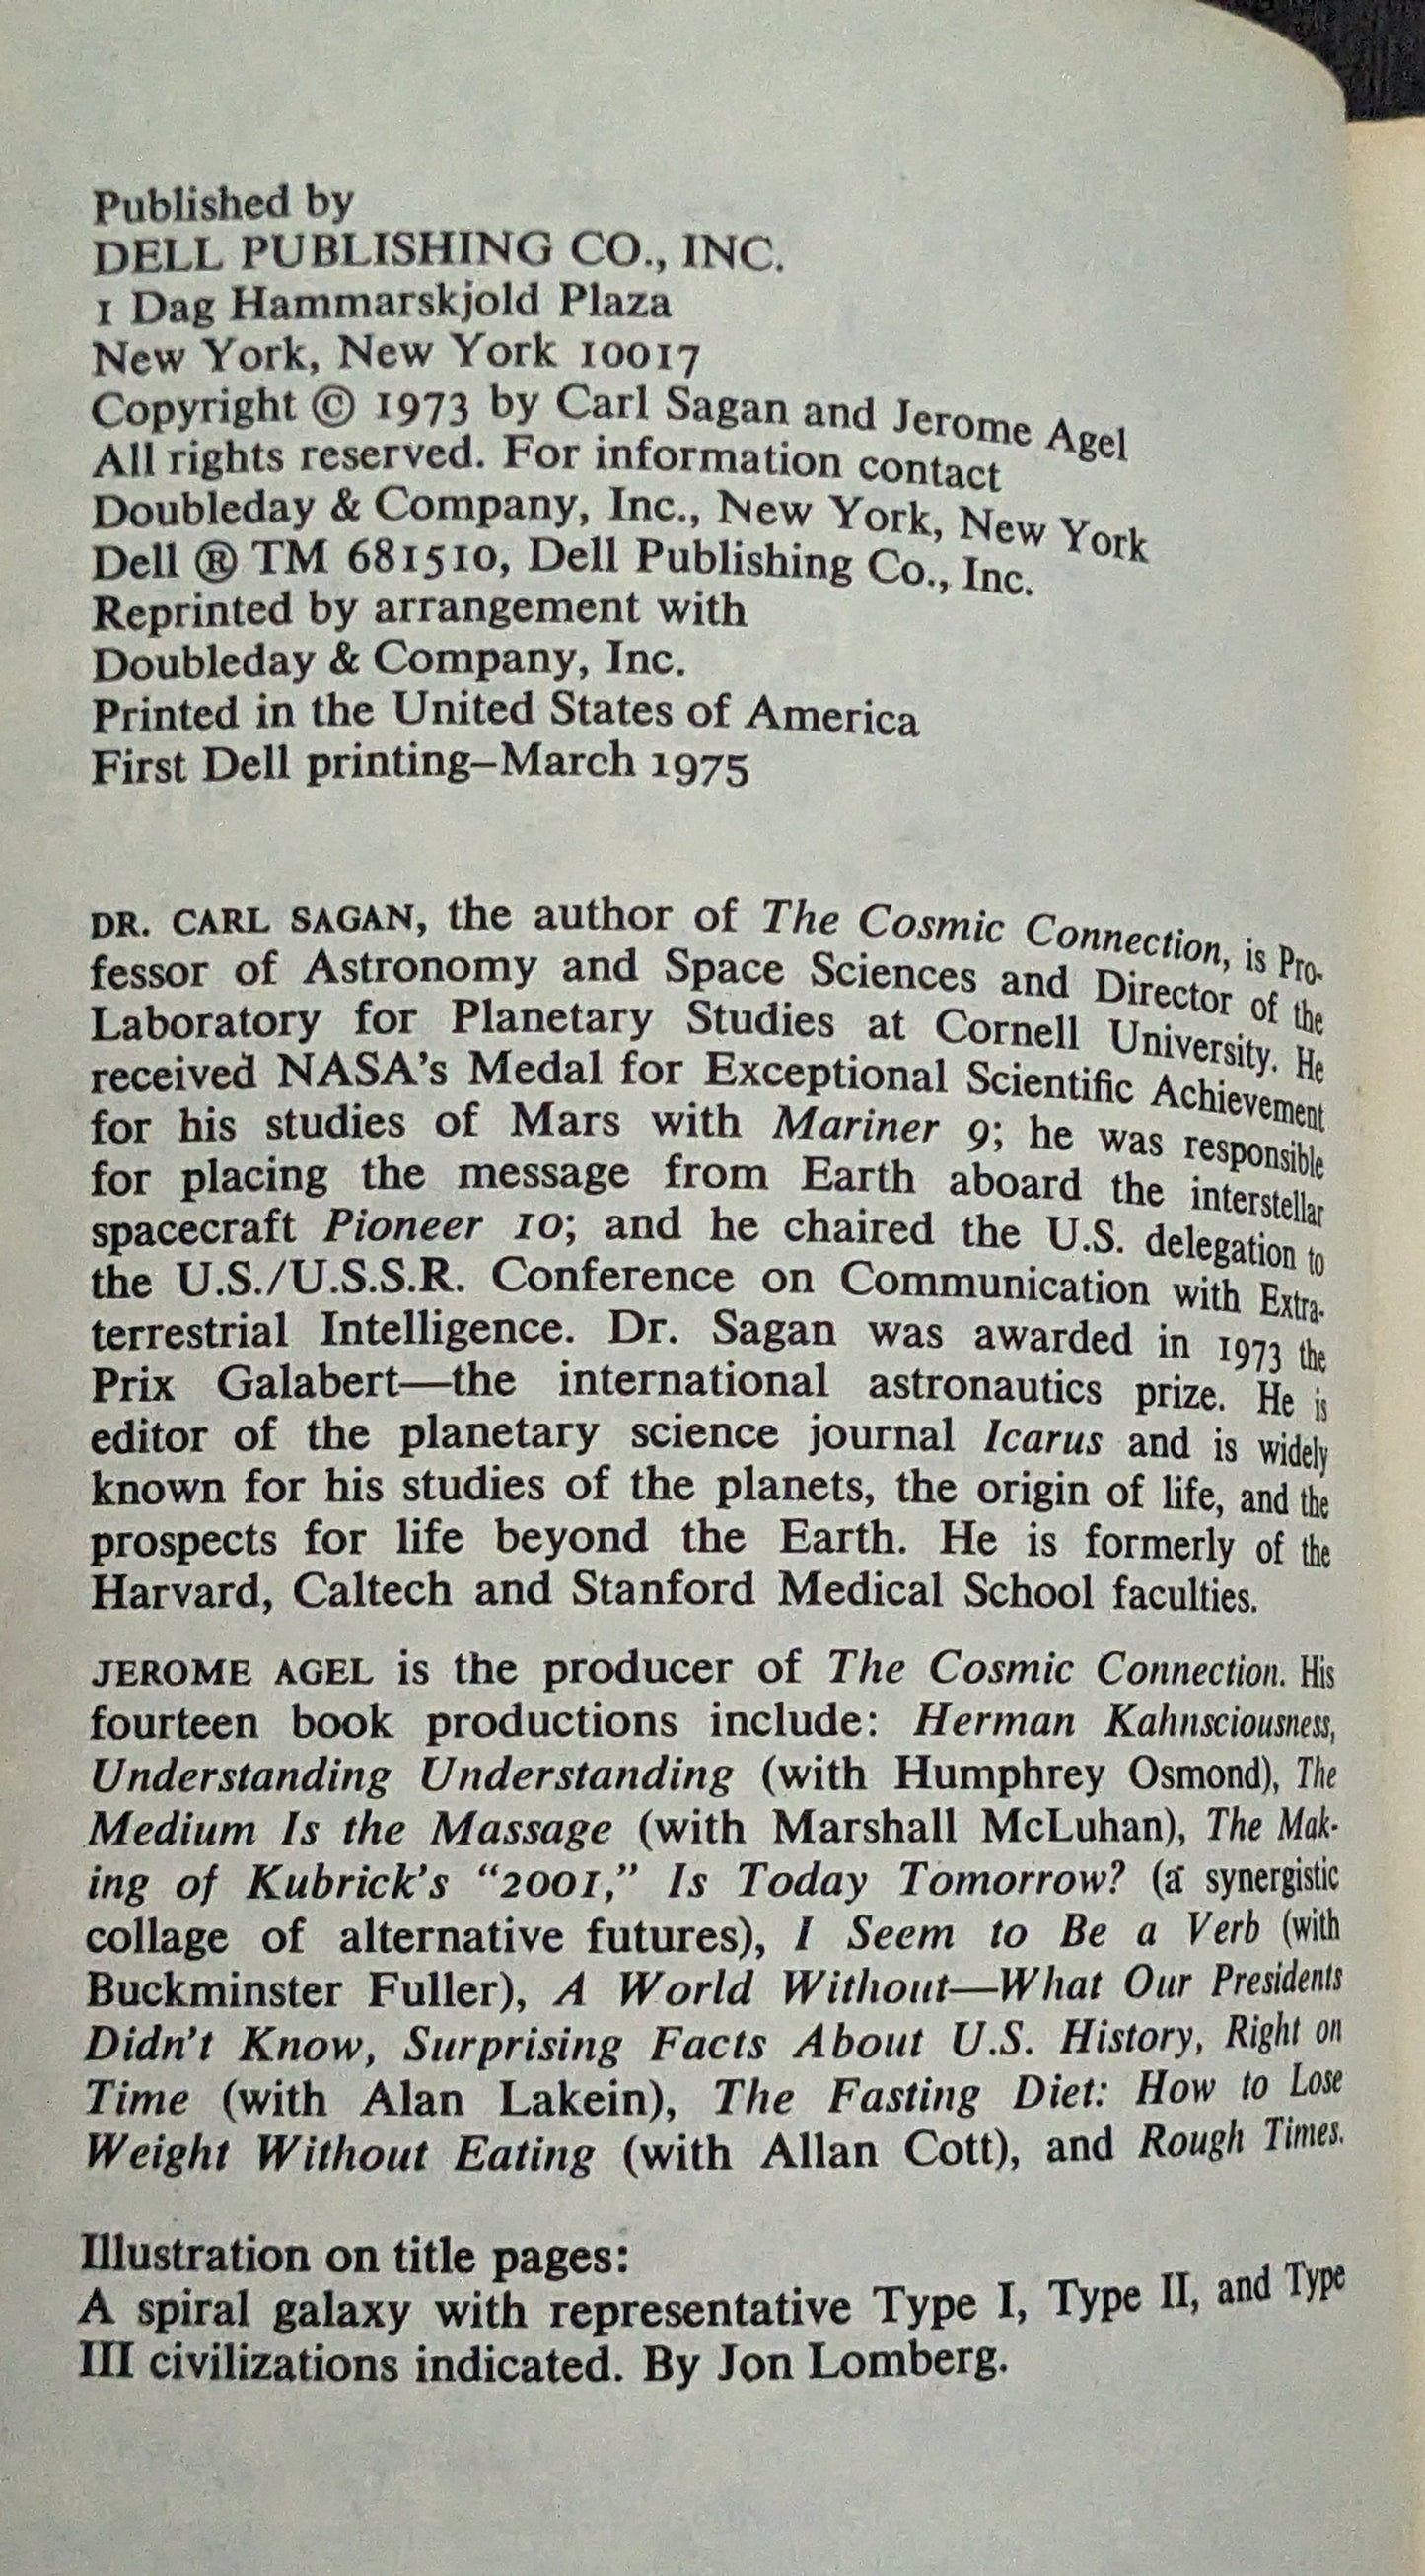 Published by
DELL PUBLISHING CO., INC.
1 Dag Hammarskjold Plaza
New York, New York 10017
Copyright © 1973 by Carl Sagan and Jerome Agel
All rights reserved. For information contact
Doubleday & Company, Inc., New York, New York
Dell ® TM 681510, Dell Publishing Co., Inc.
Reprinted by arrangement with
Doubleday & Company, Inc.
Printed in the United States of America
First Dell printing–March 1975
DR. CARL SAGAN, the author of The Cosmic Connection, is Pro-
fessor of Astronomy and Space Sciences and Director of the
Laboratory for Planetary Studies at Cornell University. He
received NASA's Medal for Exceptional Scientific Achievement
for his studies of Mars with Mariner 9; he was responsible
for placing the message from Earth aboard the interstellar
spacecraft Pioneer 10; and he chaired the U.S. delegation to
the U.S./U.S.S.R. Conference on Communication with Extra-
terrestrial Intelligence. Dr. Sagan was awarded in 1973 the
Prix Galabert—the international astronautics prize. He is
editor of the planetary science journal Icarus and is widely
known for his studies of the planets, the origin of life, and the
prospects for life beyond the Earth. He is formerly of the
Harvard, Caltech and Stanford Medical School faculties.
JEROME AGEL is the producer of The Cosmic Connection. His
fourteen book productions include: Herman Kahnsciousness,
Understanding Understanding (with Humphrey Osmond), The
Medium Is the Massage (with Marshall McLuhan), The Mak-
ing of Kubrick's "2001," Is Today Tomorrow? (a synergistic
collage of alternative futures), I Seem to Be a Verb (with
Buckminster Fuller), A World Without—What Our Presidents
Didn't Know, Surprising Facts About U.S. History, Right on
Time (with Alan Lakein), The Fasting Diet: How to Lose
Weight Without Eating (with Allan Cott), and Rough Times.
Illustration on title pages:
A spiral galaxy with representative Type I, Type II, and Type
III civilizations indicated. By Jon Lomberg.